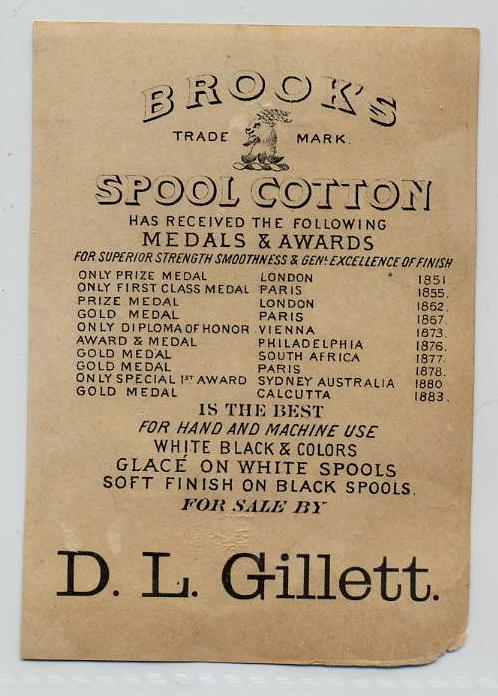 BROOK'S
TRADE MARK.
SPOOL COTTON
HAS RECEIVED THE FOLLOWING
MEDALS & AWARDS
FOR SUPERIOR STRENGTH SMOOTHNESS & GENL EXCELLENCE OF FINISH
ONLY PRIZE MEDAL LONDON 1851
ONLY FIRST CLASS MEDAL PARIS 1855.
PRIZE MEDAL LONDON 1862.
GOLD MEDAL PARIS 1867.
ONLY DIPLOMA OF HONOR VIENNA 1873.
AWARD & MEDAL PHILADELPHIA 1876.
GOLD MEDAL SOUTH AFRICA 1877.
GOLD MEDAL PARIS 1878.
ONLY SPECIAL 1ST AWARD SYDNEY AUSTRALIA 1880
GOLD MEDAL CALCUTTA 1883.
IS THE BEST
FOR HAND AND MACHINE USE
WHITE BLACK & COLORS
GLACÉ ON WHITE SPOOLS
SOFT FINISH ON BLACK SPOOLS.
FOR SALE BY
D. L. Gillett.